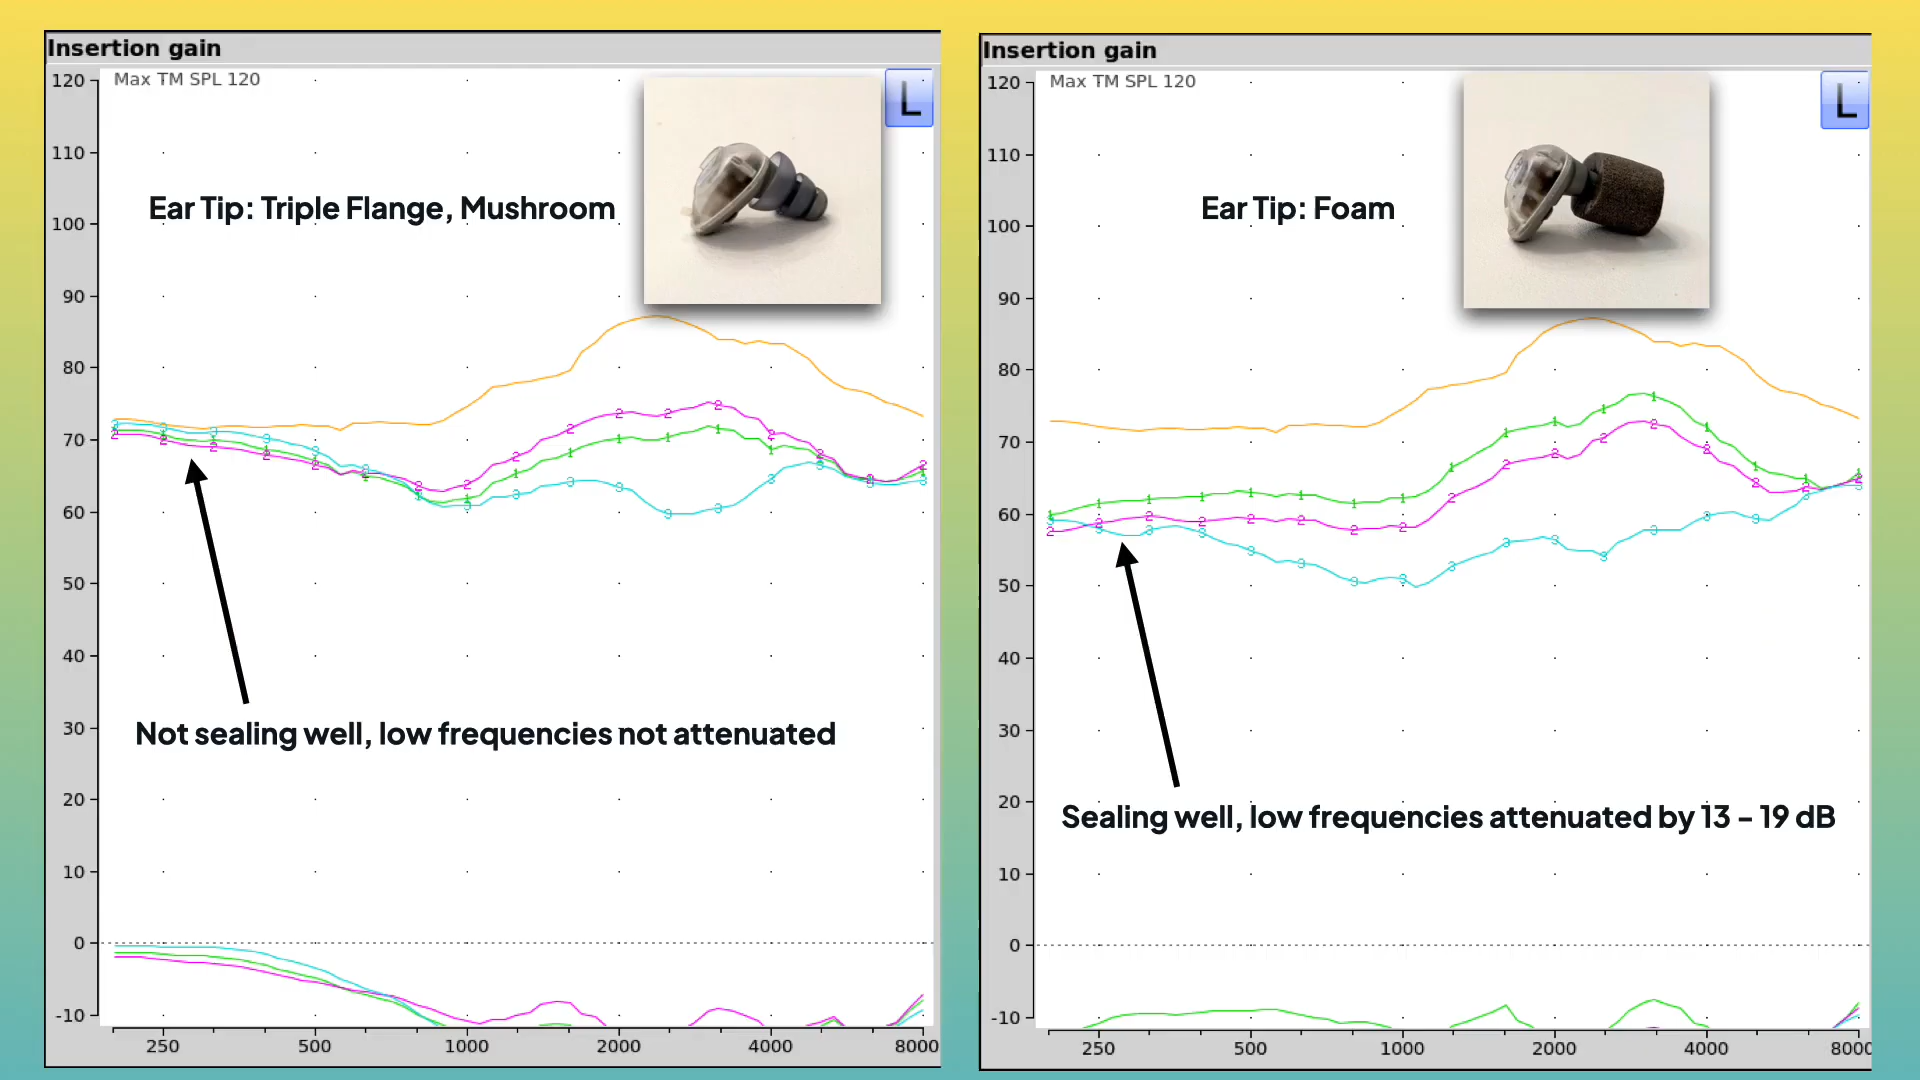 Insertion gain
Max TM SPL 120
L
120
110
100
90
80
70
60
50
40
30
20
10
0
-10
250 500 1000 2000 4000 8000
Ear Tip: Triple Flange, Mushroom
Not sealing well, low frequencies not attenuated
Insertion gain
Max TM SPL 120
L
120
110
100
90
80
70
60
50
40
30
20
10
0
-10
250 500 1000 2000 4000 8000
Ear Tip: Foam
Sealing well, low frequencies attenuated by 13 - 19 dB